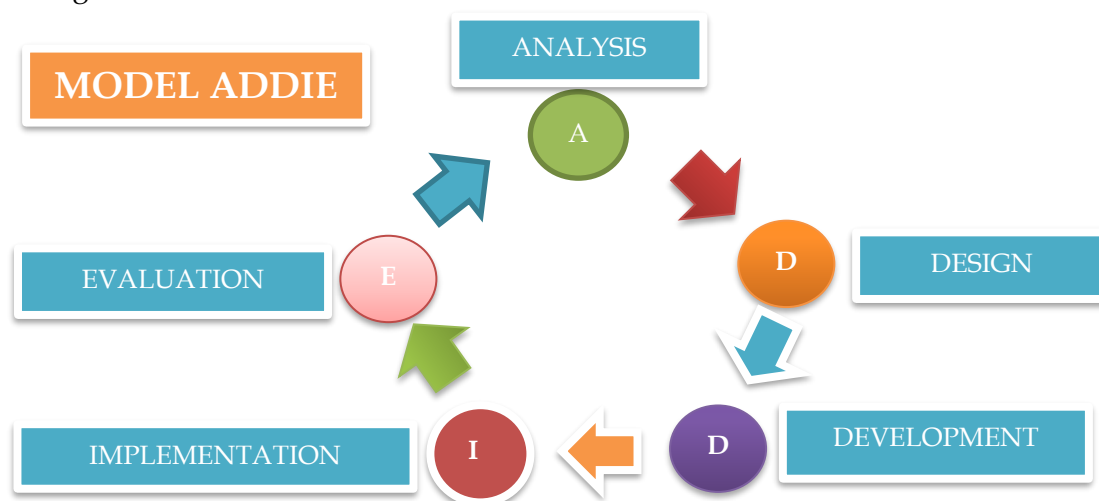 MODEL ADDIE
ANALYSIS
A
D
DESIGN
E
EVALUATION
D
DEVELOPMENT
I
IMPLEMENTATION